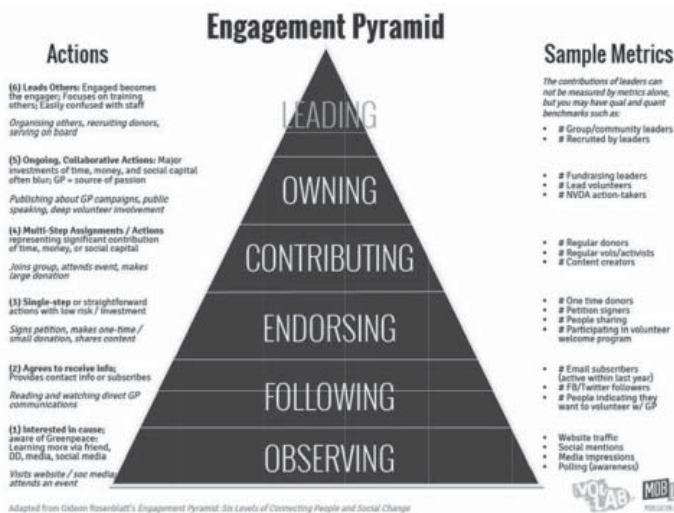 Engagement Pyramid
Actions
(6) Leads Others: Engaged becomes
the engager; Focuses on training
others; Easily confused with staff
Organising others, recruiting donors,
serving on board
(5) Ongoing, Collaborative Actions: Major
investments of time, money, and social capital
often blur; GP = source of passion
Publishing about GP campaigns, public
speaking, deep volunteer involvement
(4) Multi-Step Assignments / Actions
representing significant contribution
of time, money, or social capital
Joins group, attends event, makes
large donation
(3) Single-step or straightforward
actions with low risk / investment
Signs petition, makes one-time /
small donation, shares content
(2) Agrees to receive info;
Provides contact info or subscribes
Reading and watching direct GP
communications
(1) Interested in cause;
aware of Greenpeace:
Learning more via friend,
DD, media, social media
Visits website / soc media;
attends an event
LEADING
OWNING
CONTRIBUTING
ENDORSING
FOLLOWING
OBSERVING
Sample Metrics
The contributions of leaders can
not be measured by metrics alone,
but you may have qual and quant
benchmarks such as:
• # Group/community leaders
• # Recruited by leaders
• # Fundraising leaders
• # Lead volunteers
• # NVDA action-takers
• # Regular donors
• # Regular vols/activists
• # Content creators
• # One time donors
• # Petition signers
• # People sharing
• # Participating in volunteer
welcome program
• # Email subscribers
(active within last year)
• # FB/Twitter followers
• # People indicating they
want to volunteer w/ GP
• Website traffic
• Social mentions
• Media impressions
• Polling (awareness)
Adapted from Gideon Rosenblatt's Engagement Pyramid: Six Levels of Connecting People and Social Change
VOL
LAB